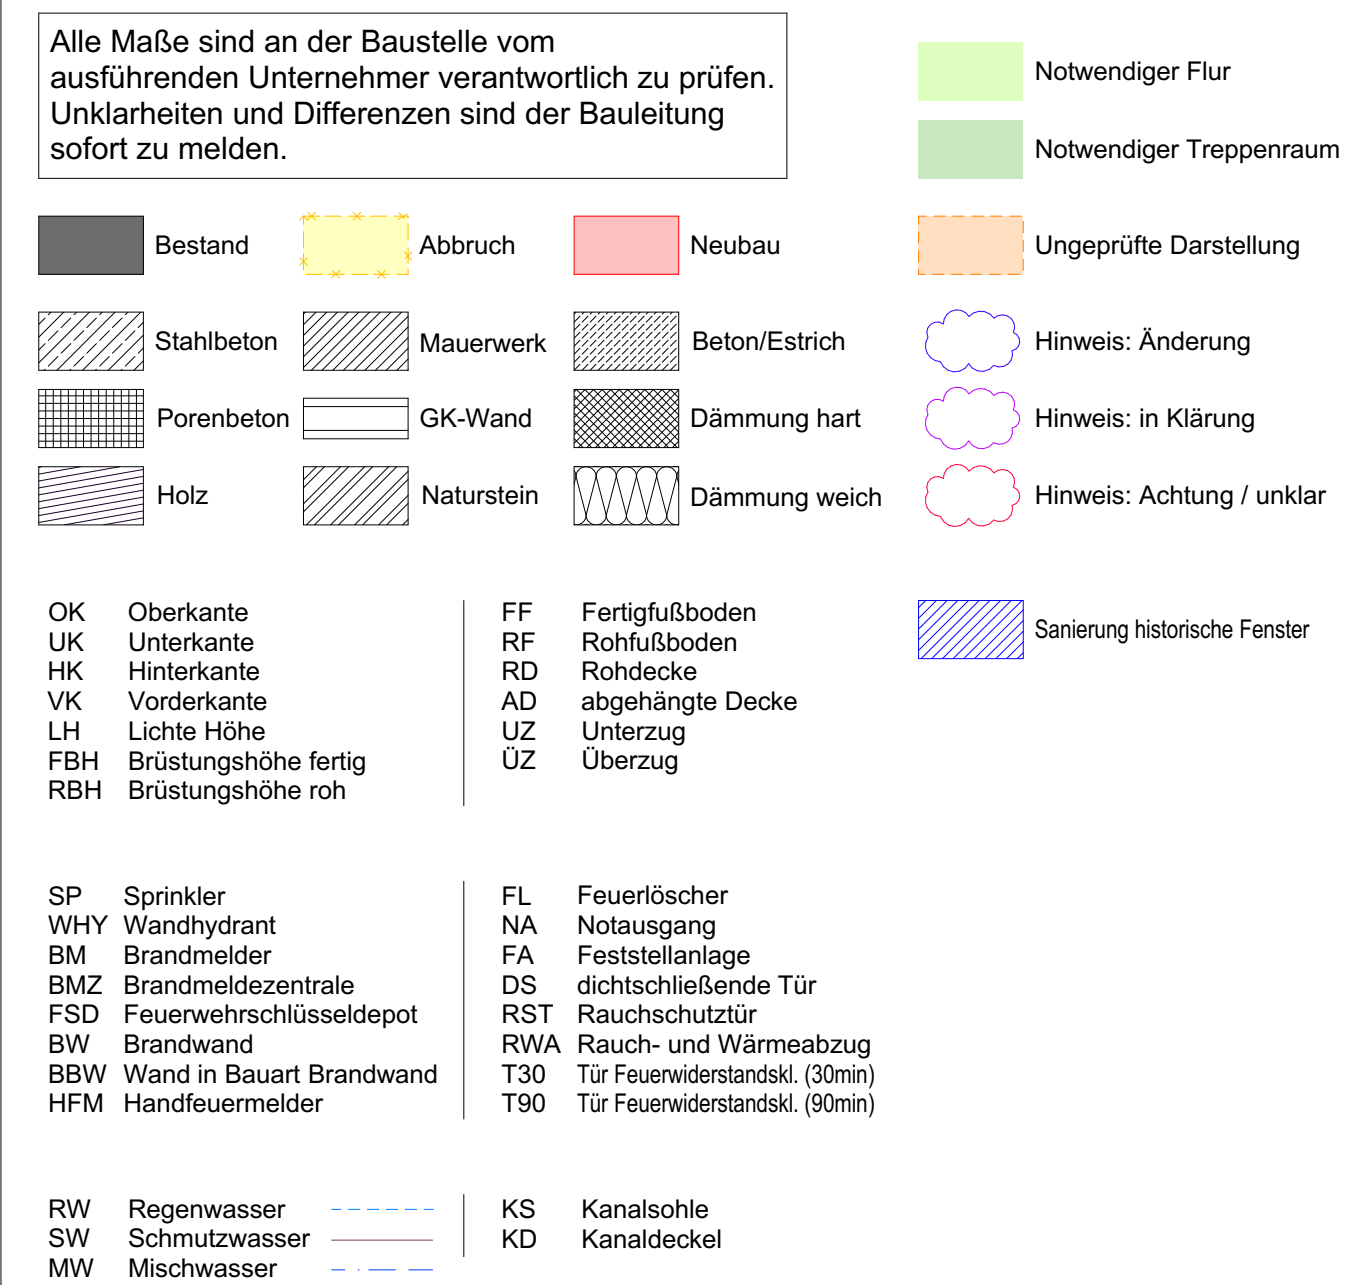 Alle Maße sind an der Baustelle vom
ausführenden Unternehmer verantwortlich zu prüfen.
Unklarheiten und Differenzen sind der Bauleitung
sofort zu melden.
Notwendiger Flur
Notwendiger Treppenraum
Bestand
Abbruch
Neubau
Ungeprüfte Darstellung
Stahlbeton
Mauerwerk
Beton/Estrich
Hinweis: Änderung
Porenbeton
GK-Wand
Dämmung hart
Hinweis: in Klärung
Holz
Naturstein
Dämmung weich
Hinweis: Achtung / unklar
OK Oberkante
UK Unterkante
HK Hinterkante
VK Vorderkante
LH Lichte Höhe
FBH Brüstungshöhe fertig
RBH Brüstungshöhe roh
FF Fertigfußboden
RF Rohfußboden
RD Rohdecke
AD abgehängte Decke
UZ Unterzug
ÜZ Überzug
Sanierung historische Fenster
SP Sprinkler
WHY Wandhydrant
BM Brandmelder
BMZ Brandmeldezentrale
FSD Feuerwehrschlüsseldepot
BW Brandwand
BBW Wand in Bauart Brandwand
HFM Handfeuermelder
FL Feuerlöscher
NA Notausgang
FA Feststellanlage
DS dichtschließende Tür
RST Rauchschutztür
RWA Rauch- und Wärmeabzug
T30 Tür Feuerwiderstandskl. (30min)
T90 Tür Feuerwiderstandskl. (90min)
RW Regenwasser
SW Schmutzwasser
MW Mischwasser
KS Kanalsohle
KD Kanaldeckel